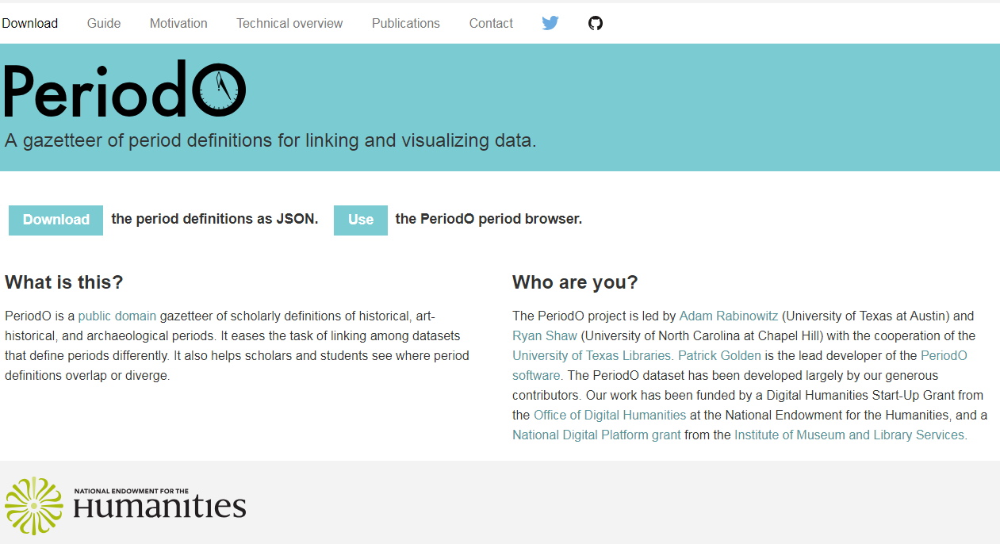 Download Guide Motivation Technical overview Publications Contact
PeriodO
A gazetteer of period definitions for linking and visualizing data.
Download the period definitions as JSON. Use the PeriodO period browser.
What is this?
PeriodO is a public domain gazetteer of scholarly definitions of historical, art-
historical, and archaeological periods. It eases the task of linking among datasets
that define periods differently. It also helps scholars and students see where period
definitions overlap or diverge.
Who are you?
The PeriodO project is led by Adam Rabinowitz (University of Texas at Austin) and
Ryan Shaw (University of North Carolina at Chapel Hill) with the cooperation of the
University of Texas Libraries. Patrick Golden is the lead developer of the PeriodO
software. The PeriodO dataset has been developed largely by our generous
contributors. Our work has been funded by a Digital Humanities Start-Up Grant from
the Office of Digital Humanities at the National Endowment for the Humanities, and a
National Digital Platform grant from the Institute of Museum and Library Services.
NATIONAL ENDOWMENT FOR THE
Humanities